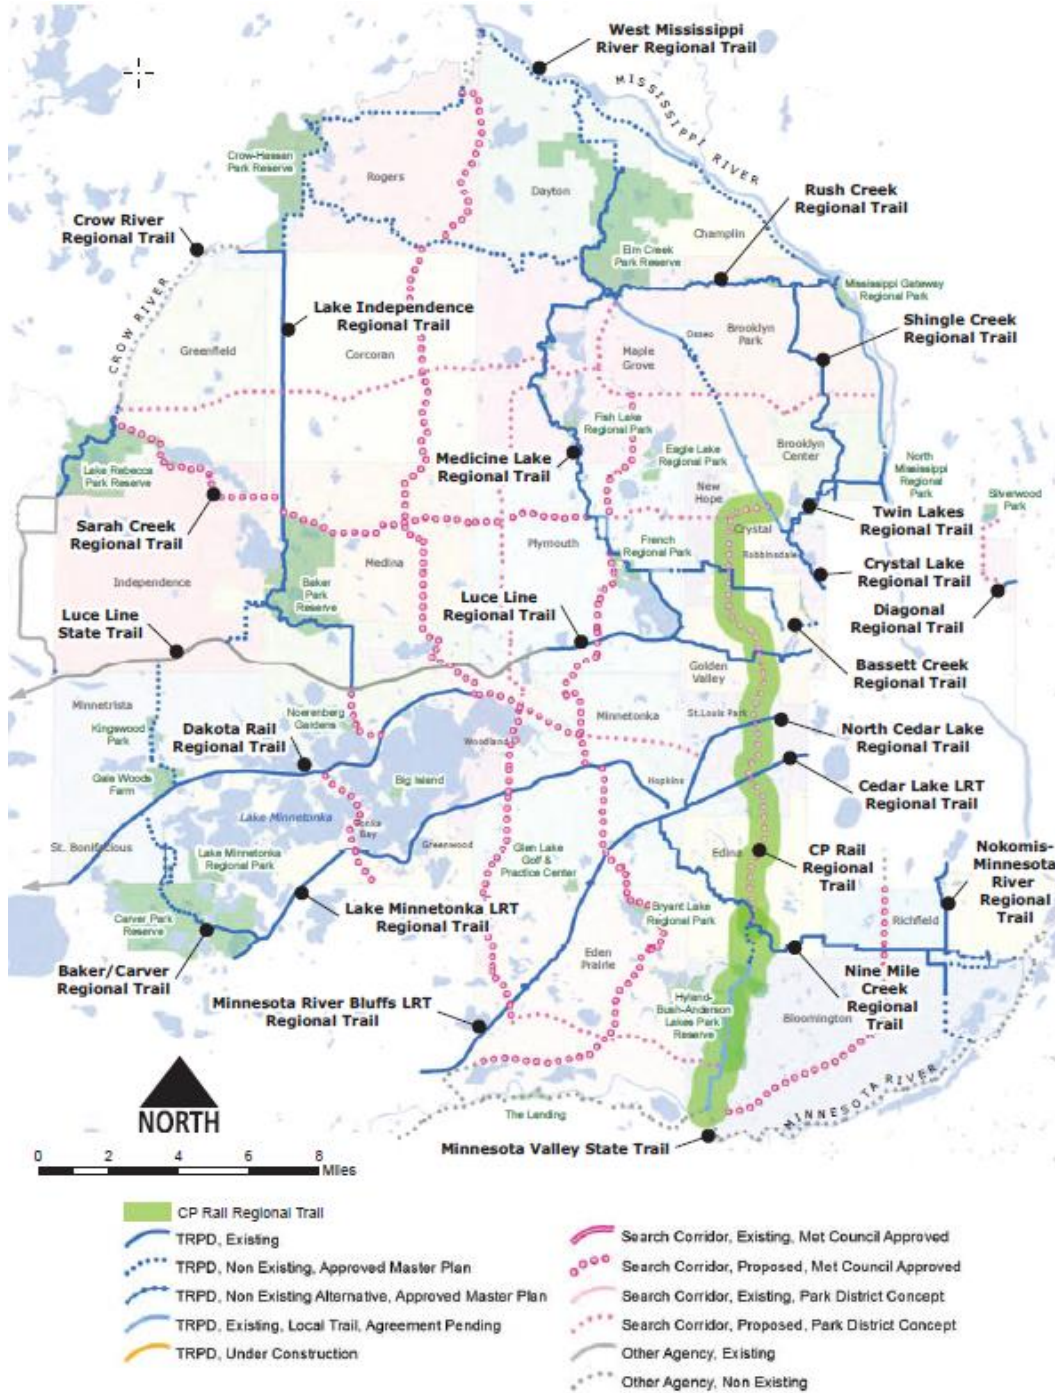 West Mississippi
River Regional Trail
MISSISSIPPI RIVER
Crow-Hassan
Park Reserve
Rogers
Dayton
Rush Creek
Regional Trail
Crow River
Regional Trail
Champlin
Elm Creek
Park Reserve
Mississippi Gateway
Regional Park
CROW RIVER
Lake Independence
Regional Trail
Greenfield
Corcoran
Osseo
Brooklyn
Park
Shingle Creek
Regional Trail
Maple
Grove
Fish Lake
Regional Park
Medicine Lake
Regional Trail
Eagle Lake
Regional Park
Brooklyn
Center
North
Mississippi
Regional
Park
Lake Rebecca
Park Reserve
New
Hope
Silverwood
Park
Sarah Creek
Regional Trail
Crystal
Twin Lakes
Regional Trail
Plymouth
French
Regional Park
Robbinsdale
Medina
Independence
Baker
Park
Reserve
Crystal Lake
Regional Trail
Luce Line
State Trail
Luce Line
Regional Trail
Diagonal
Regional Trail
Golden
Valley
Bassett Creek
Regional Trail
Minnetrista
Kingswood
Park
Noerenberg
Gardens
Dakota Rail
Regional Trail
Woodland
Minnetonka
St. Louis Park
North Cedar Lake
Regional Trail
Gale Woods
Farm
Big Island
Hopkins
Cedar Lake LRT
Regional Trail
Lake Minnetonka
Tonka
Bay
Greenwood
St. Bonifacious
Lake Minnetonka
Regional Park
Glen Lake
Golf &
Practice Center
Edina
CP Rail
Regional
Trail
Nokomis-
Minnesota
River
Regional
Trail
Carver Park
Reserve
Lake Minnetonka LRT
Regional Trail
Bryant Lake
Regional Park
Richfield
Baker/Carver
Regional Trail
Eden
Prairie
Nine Mile
Creek
Regional
Trail
Minnesota River Bluffs LRT
Regional Trail
Hyland-
Bush-Anderson
Lakes Park
Reserve
Bloomington
MINNESOTA RIVER
NORTH
The Landing
Minnesota Valley State Trail
0 2 4 6 8
Miles
CP Rail Regional Trail
TRPD, Existing
TRPD, Non Existing, Approved Master Plan
TRPD, Non Existing Alternative, Approved Master Plan
TRPD, Existing, Local Trail, Agreement Pending
TRPD, Under Construction
Search Corridor, Existing, Met Council Approved
Search Corridor, Proposed, Met Council Approved
Search Corridor, Existing, Park District Concept
Search Corridor, Proposed, Park District Concept
Other Agency, Existing
Other Agency, Non Existing